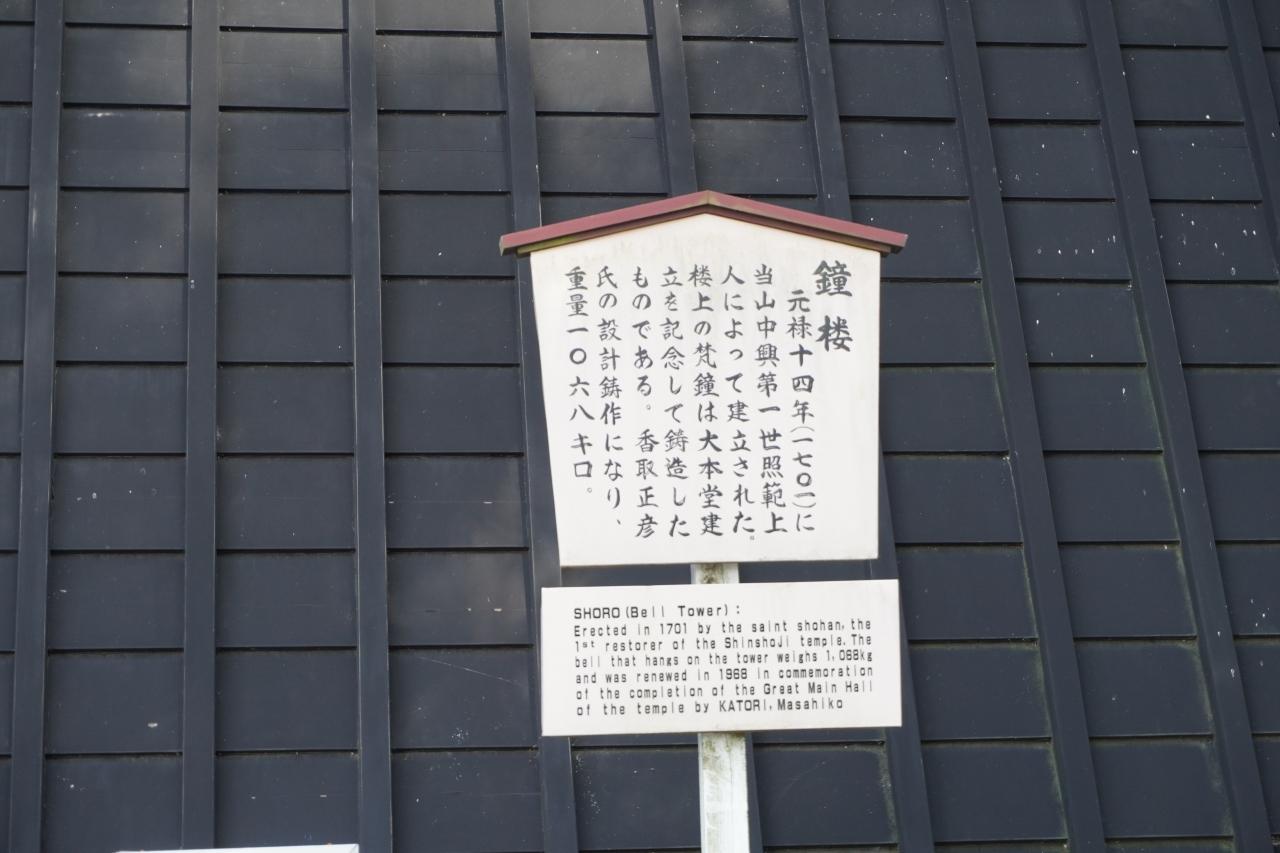 鐘楼
元禄十四年(一七〇一)に
当山中興第一世照範上
人によって建立された。
楼上の梵鐘は大本堂建
立を記念して鋳造した
ものである。香取正彦
氏の設計鋳作になり、
重量一〇六八キロ。
SHORO(Bell Tower):
Erected in 1701 by the saint shohan, the
1st restorer of the ShinshoJi temple. The
bell that hangs on the tower weighs 1,068kg
and was renewed in 1968 in commemoration
of the completion of the Great Main Hall
of the temple by KATORI, Masahiko